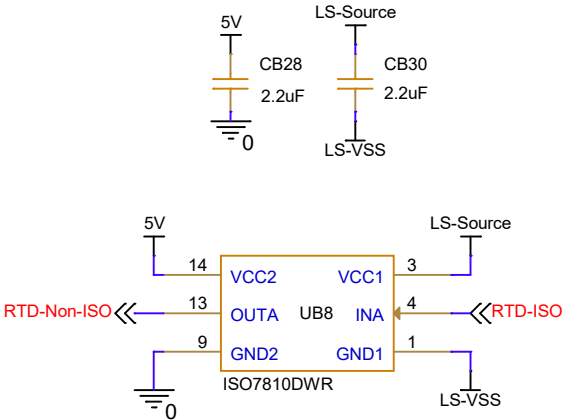 LS-Source
5V
CB28
CB30
2.2uF
2.2uF
0
LS-VSS
5V
LS-Source
14
VCC2
VCC1
3
RTD-Non-ISO
13
OUTA
UB8
INA
4
RTD-ISO
9
GND2
GND1
1
ISO7810DWR
LS-VSS
0